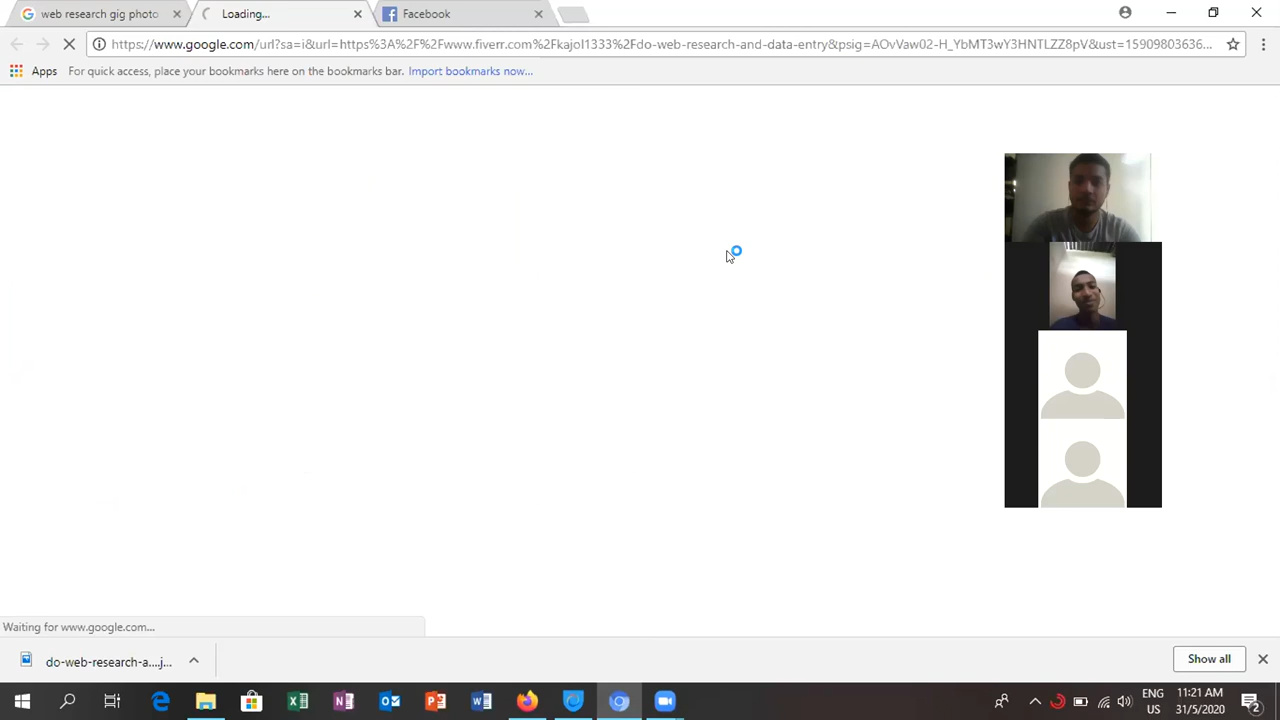 web research gig photo
Loading...
Facebook
https://www.google.com/url?sa=i&url=https%3A%2F%2Fwww.fiverr.com%2Fkajol1333%2Fdo-web-research-and-data-entry&psig=AOvVaw02-H_YbMT3wY3HNTLZZ8pV&ust=15909803636...
Apps
For quick access, place your bookmarks here on the bookmarks bar. Import bookmarks now...
Waiting for www.google.com...
do-web-research-a....j...
Show all
ENG
US
11:21 AM
31/5/2020
2